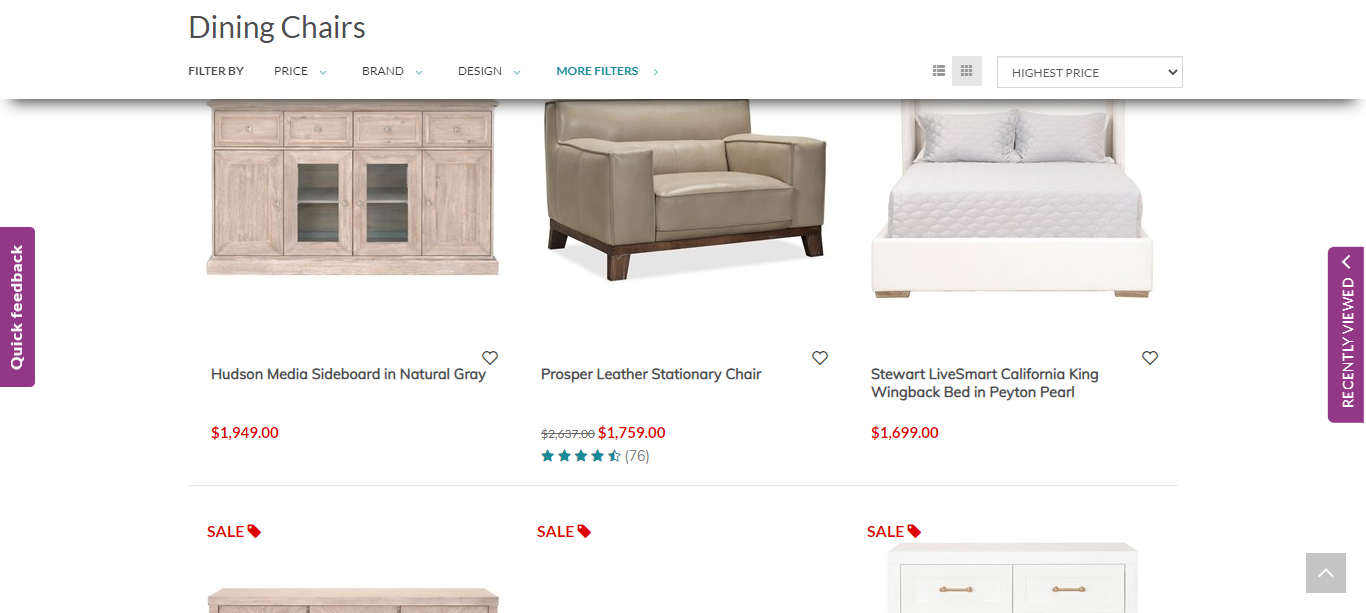 Dining Chairs
FILTER BY PRICE BRAND DESIGN MORE FILTERS HIGHEST PRICE
Quick feedback
RECENTLY VIEWED
Hudson Media Sideboard in Natural Gray
$1,949.00
Prosper Leather Stationary Chair
$2,637.00 $1,759.00
(76)
Stewart LiveSmart California King
Wingback Bed in Peyton Pearl
$1,699.00
SALE
SALE
SALE